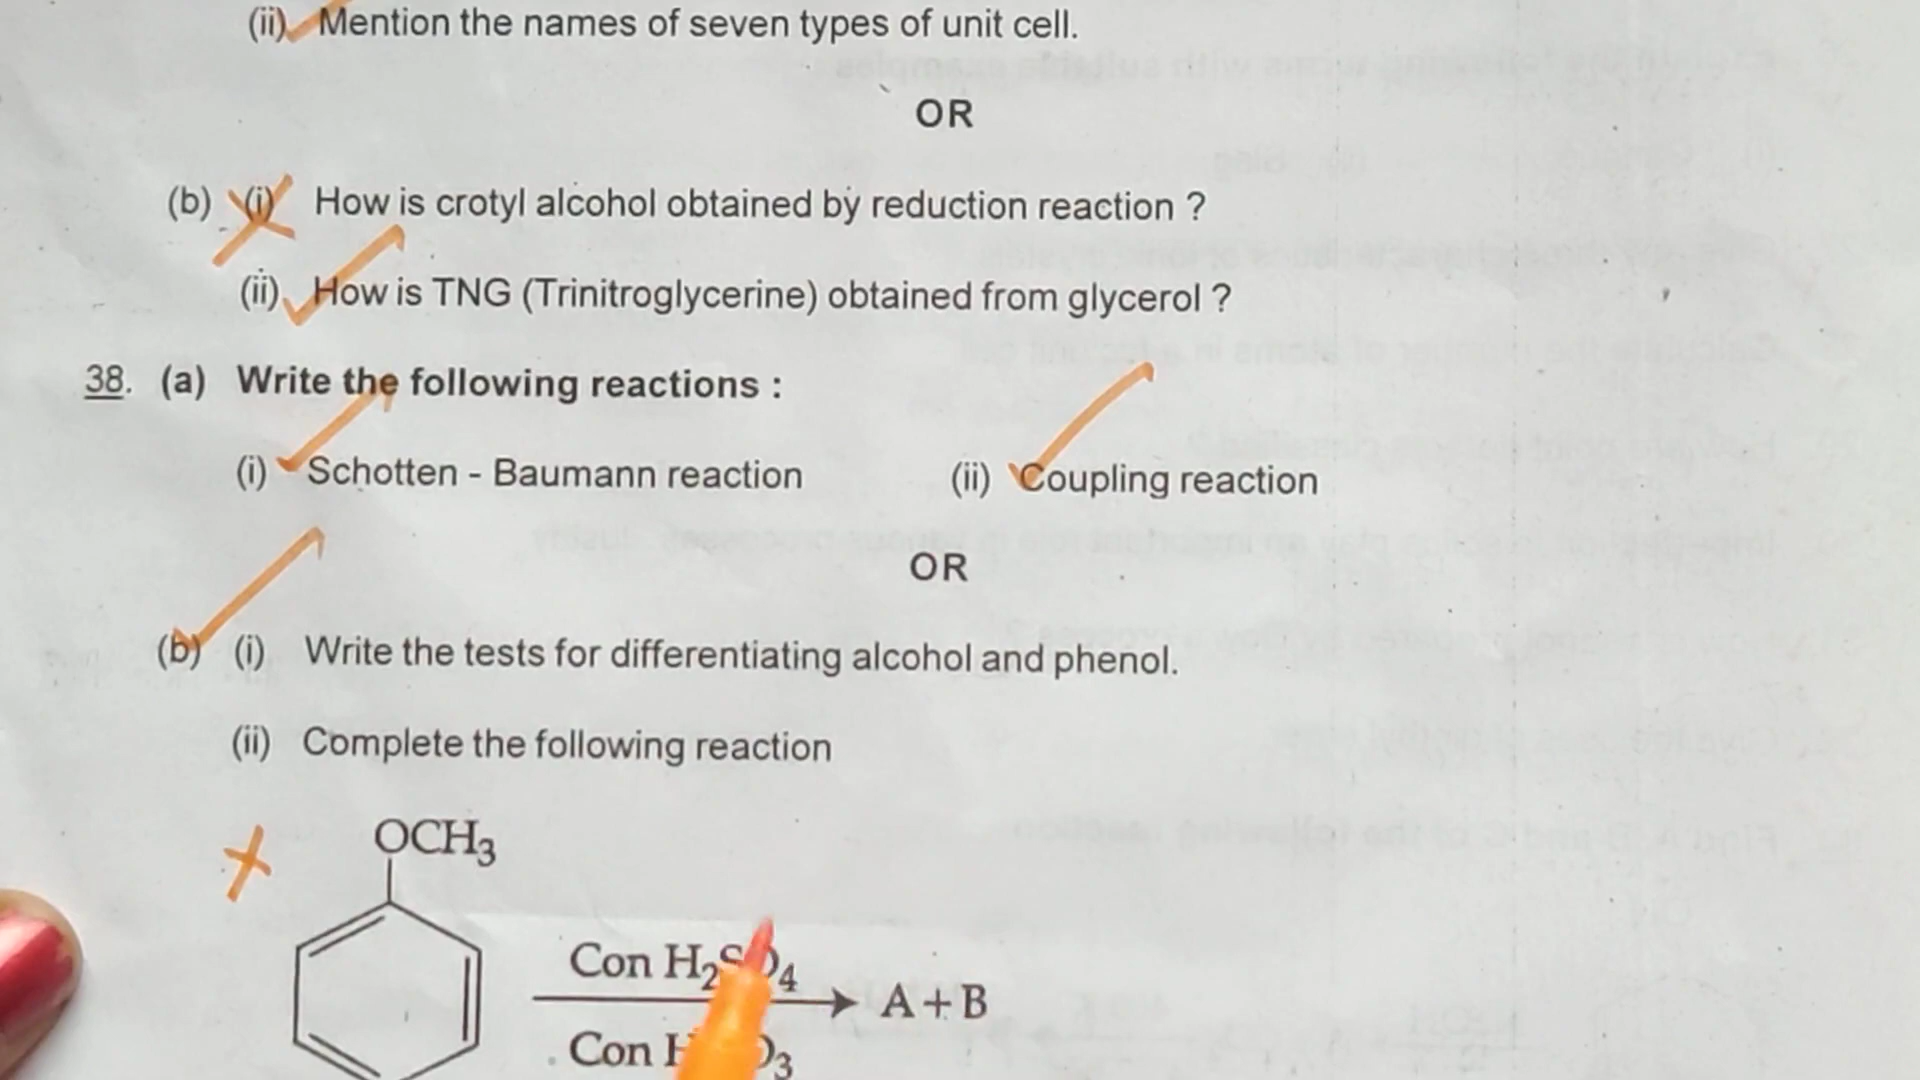 (ii) Mention the names of seven types of unit cell.
OR
(b) (i) How is crotyl alcohol obtained by reduction reaction ?
(ii) How is TNG (Trinitroglycerine) obtained from glycerol ?
38. (a) Write the following reactions :
(i) Schotten - Baumann reaction (ii) Coupling reaction
OR
(b) (i) Write the tests for differentiating alcohol and phenol.
(ii) Complete the following reaction
OCH₃
Con H₂SO₄
A+B
Con